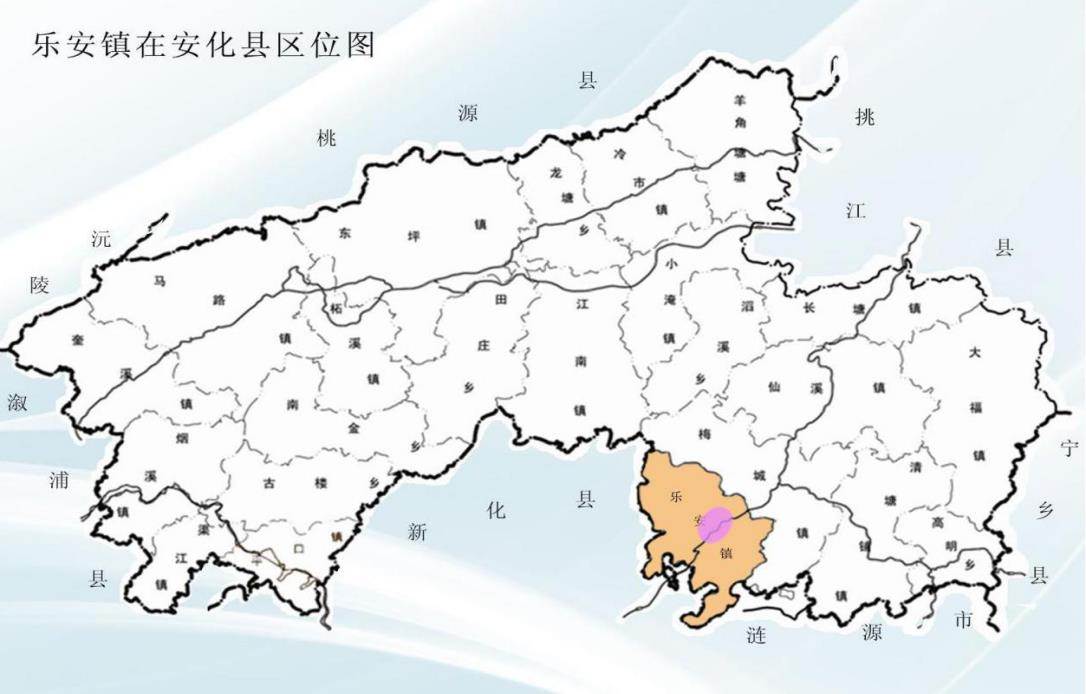 乐安镇在安化县区位图
桃源县
挑江县
沅陵
溆浦县
新化县
涟源市
宁乡县
羊角塘塘
冷市镇
龙塘乡
东坪镇
马路镇
奎溪镇
柘溪镇
田庄乡
江南镇
小淹镇
滔溪乡
长塘镇
仙溪镇
大福镇
南金乡
烟溪镇
古楼乡
渠江镇
口镇
梅城镇
清塘铺镇
高明乡
乐安镇